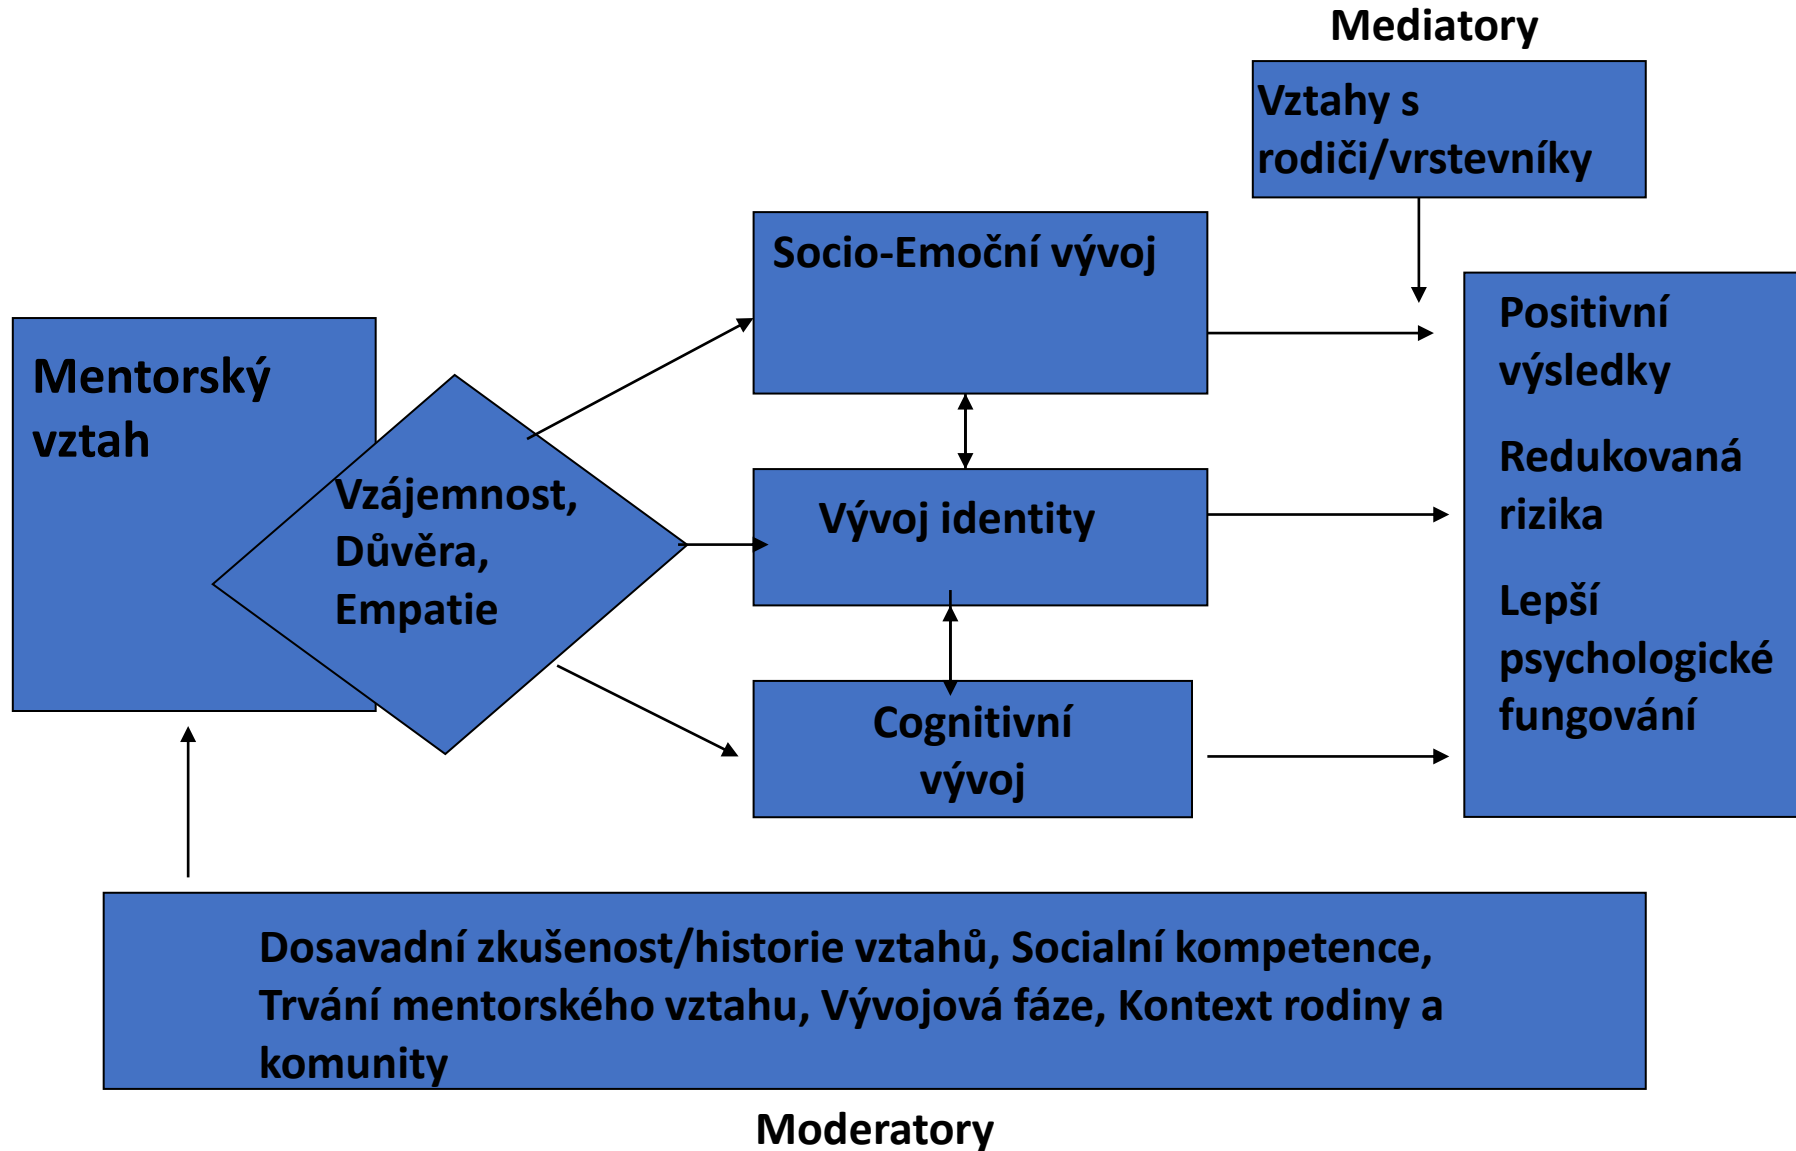 Mediatory
Vztahy s
rodiči/vrstevníky
Socio-Emoční vývoj
Mentorský
vztah
Vzájemnost,
Důvěra,
Empatie
Vývoj identity
Cognitivní
vývoj
Positivní
výsledky
Redukovaná
rizika
Lepší
psychologické
fungování
Dosavadní zkušenost/historie vztahů, Socialní kompetence,
Trvání mentorského vztahu, Vývojová fáze, Kontext rodiny a
komunity
Moderatory